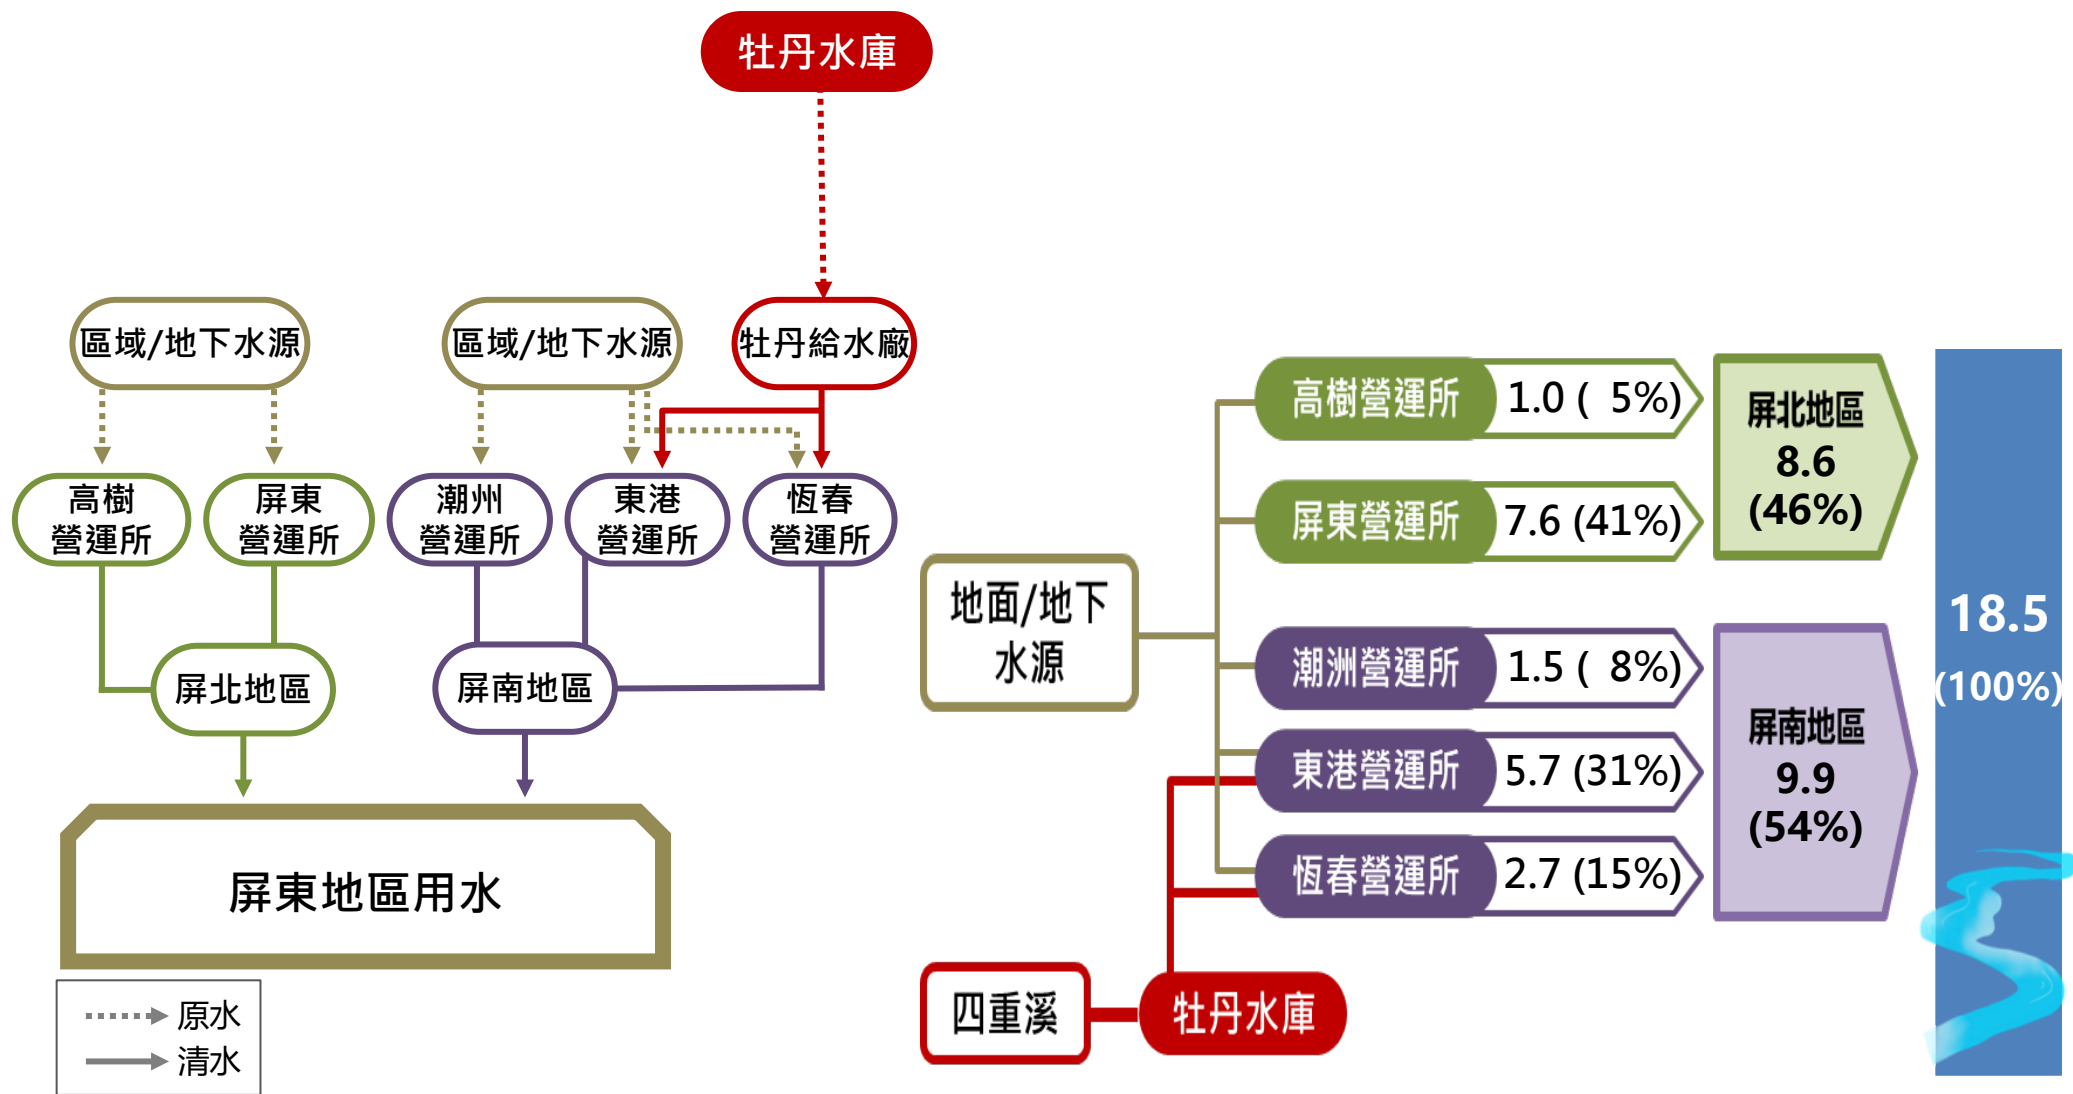 牡丹水庫
區域/地下水源
區域/地下水源
牡丹給水廠
高樹
營運所
屏東
營運所
潮州
營運所
東港
營運所
恆春
營運所
屏北地區
屏南地區
屏東地區用水
原水
清水
地面/地下
水源
四重溪
牡丹水庫
高樹營運所 1.0 ( 5%)
屏東營運所 7.6 (41%)
潮洲營運所 1.5 ( 8%)
東港營運所 5.7 (31%)
恆春營運所 2.7 (15%)
屏北地區
8.6
(46%)
屏南地區
9.9
(54%)
18.5
(100%)